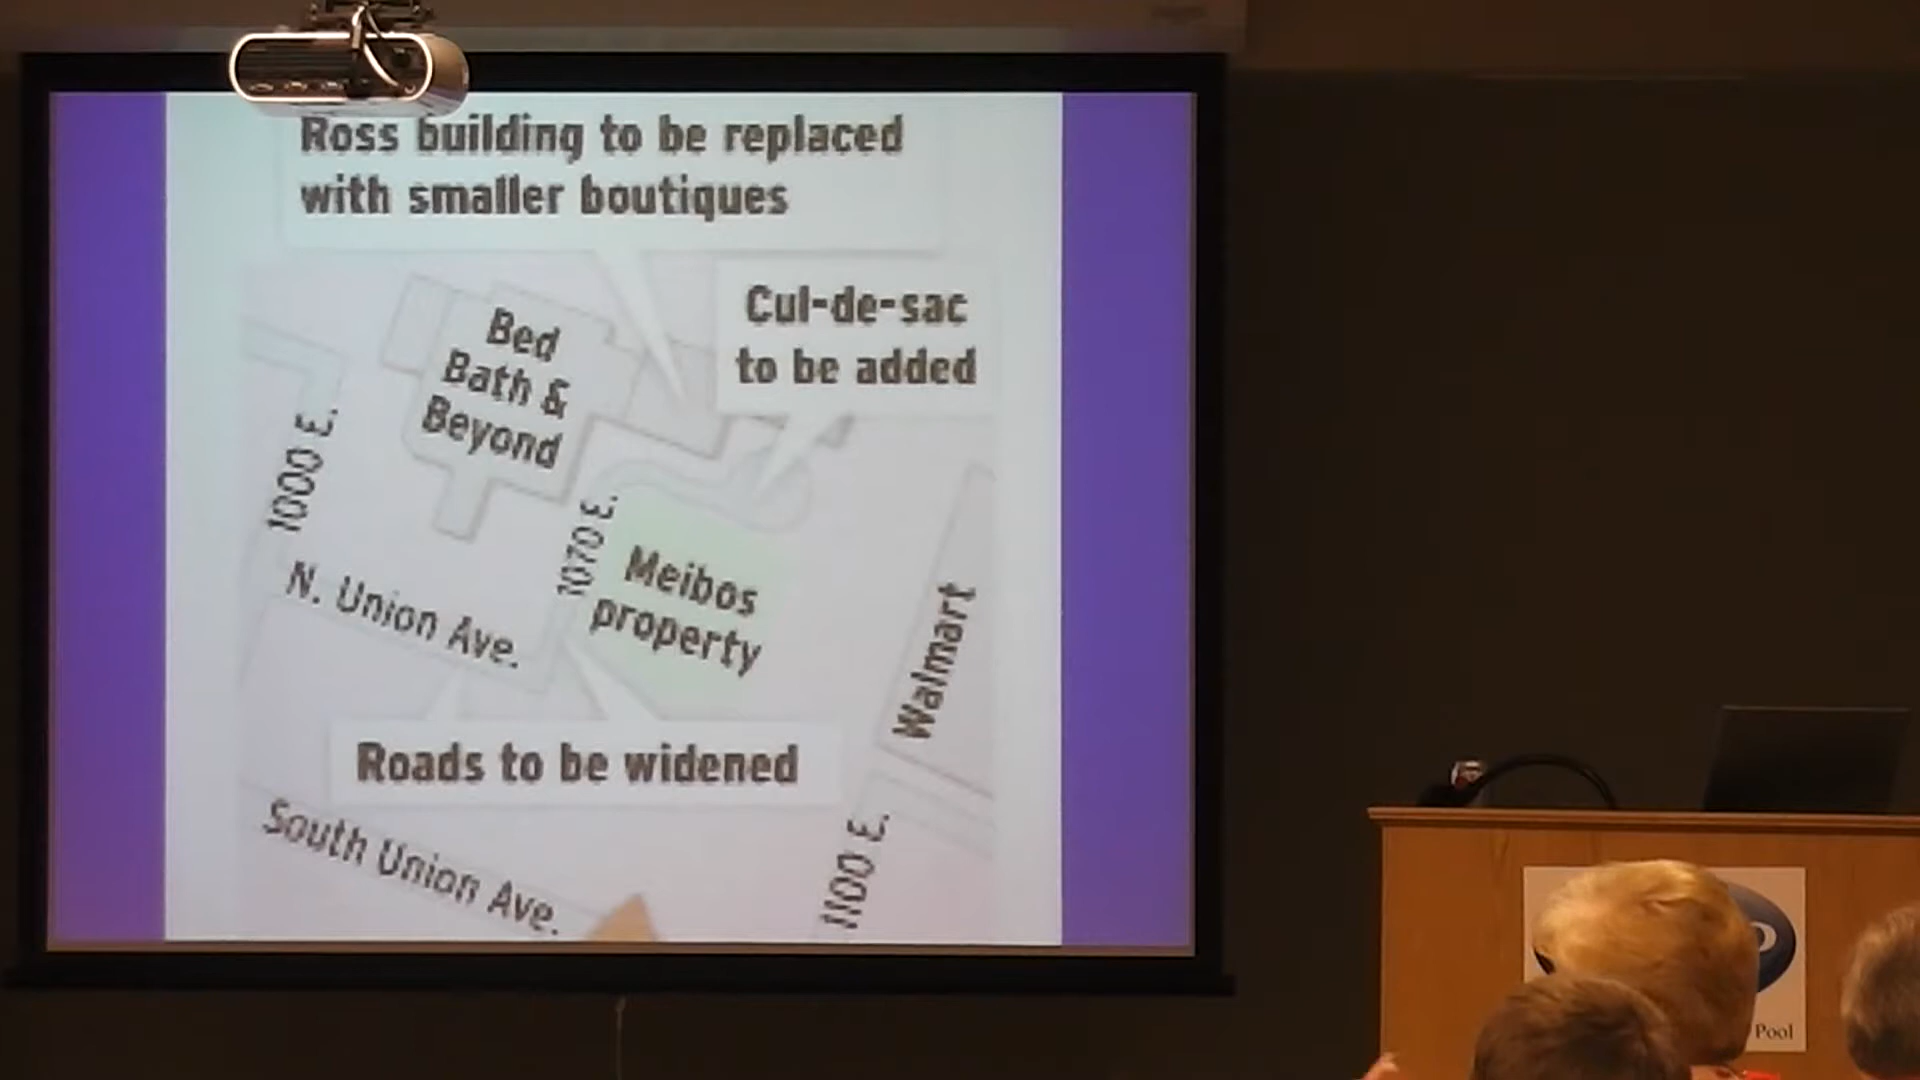 Ross building to be replaced
with smaller boutiques
Cul-de-sac
to be added
Bed
Bath &
Beyond
1000 E.
1070 E.
N. Union Ave.
Meibos
property
Walmart
Roads to be widened
South Union Ave.
1100 E.
Pool